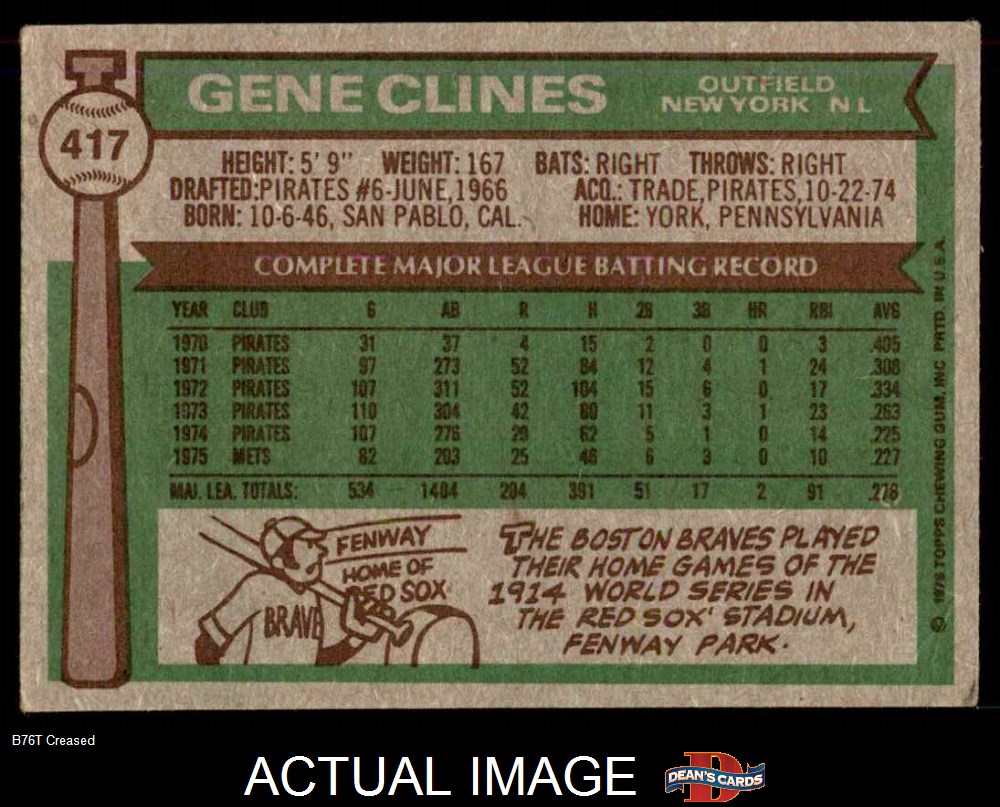 GENE CLINES
OUTFIELD
NEW YORK N L
417
HEIGHT: 5' 9" WEIGHT: 167 BATS: RIGHT THROWS: RIGHT
DRAFTED: PIRATES #6-JUNE, 1966 ACQ.: TRADE, PIRATES, 10-22-74
BORN: 10-6-46, SAN PABLO, CAL. HOME: YORK, PENNSYLVANIA
COMPLETE MAJOR LEAGUE BATTING RECORD
YEAR CLUB G AB R H 2B 3B HR RBI AVG
1970 PIRATES 31 37 4 15 2 0 0 3 .405
1971 PIRATES 97 273 52 84 12 4 1 24 .308
1972 PIRATES 107 311 52 104 15 6 0 17 .334
1973 PIRATES 110 304 42 80 11 3 1 23 .263
1974 PIRATES 107 276 29 62 5 1 0 14 .225
1975 METS 82 203 25 46 6 3 0 10 .227
MAJ. LEA. TOTALS: 534 1404 204 391 51 17 2 91 .278
FENWAY
HOME OF
RED SOX
BRAVE
THE BOSTON BRAVES PLAYED
THEIR HOME GAMES OF THE
1914 WORLD SERIES IN
THE RED SOX' STADIUM,
FENWAY PARK.
© 1976 TOPPS CHEWING GUM, INC PRTD. IN U.S.A.
B76T Creased
ACTUAL IMAGE
DEAN'S CARDS